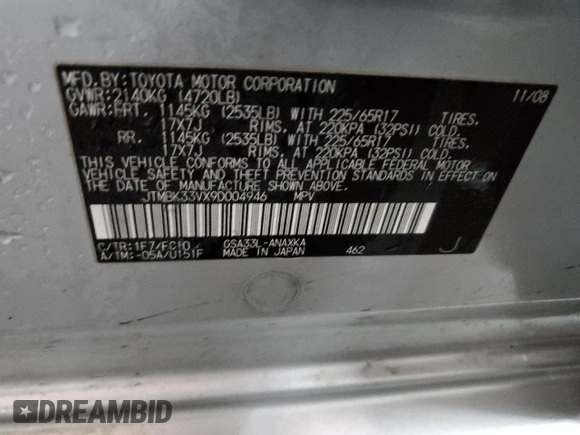 MFD.BY:TOYOTA MOTOR CORPORATION 11/08
GVWR:2140KG (4720LB)
GAWR:FRT. 1145KG (2535LB) WITH 225/65R17 TIRES.
17X7J RIMS, AT 220KPA (32PSI) COLD.
RR. 1145KG (2535LB) WITH 225/65R17 TIRES
17X7J RIMS, AT 220KPA (32PSI) COLD.
THIS VEHICLE CONFORMS TO ALL APPLICABLE FEDERAL MOTOR
VEHICLE SAFETY AND THEFT PREVENTION STANDARDS IN EFFECT
ON THE DATE OF MANUFACTURE SHOWN ABOVE.
JTMBK33VX9D004946 MPV
C/TR:1F7/FC10 GSA33L-ANAXKA 462 J
A/TM:-05A/U151F MADE IN JAPAN
DREAMBID